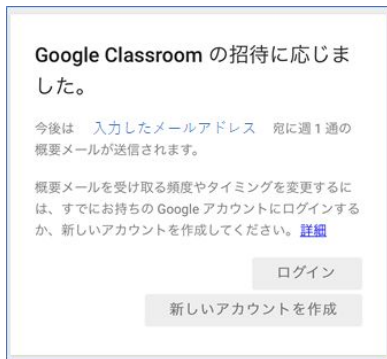 Google Classroom の招待に応じま
した。
今後は 入力したメールアドレス 宛に週 1 通の
概要メールが送信されます。
概要メールを受け取る頻度やタイミングを変更するに
は、すでにお持ちの Google アカウントにログインする
か、新しいアカウントを作成してください。詳細
ログイン
新しいアカウントを作成